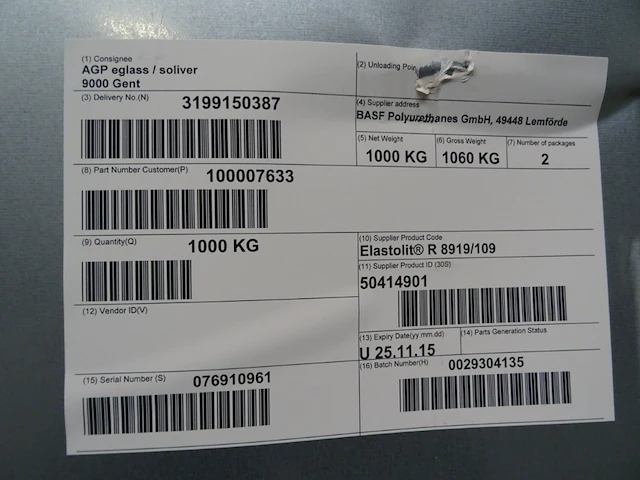 (1) Consignee
AGP eglass / soliver
9000 Gent
(2) Unloading
(3) Delivery No.(N)
3199150387
(4) Supplier address
BASF Polyurethanes GmbH, 49448 Lemförde
(5) Net Weight
1000 KG
(6) Gross Weight
1060 KG
(7) Number of packages
2
(8) Part Number Customer(P)
100007633
(9) Quantity(Q)
1000 KG
(10) Supplier Product Code
Elastolit® R 8919/109
(11) Supplier Product ID (30S)
50414901
(12) Vendor ID(V)
(13) Expiry Date(yy.mm.dd)
U 25.11.15
(14) Parts Generation Status
(15) Serial Number (S)
076910961
(16) Batch Number(H)
0029304135